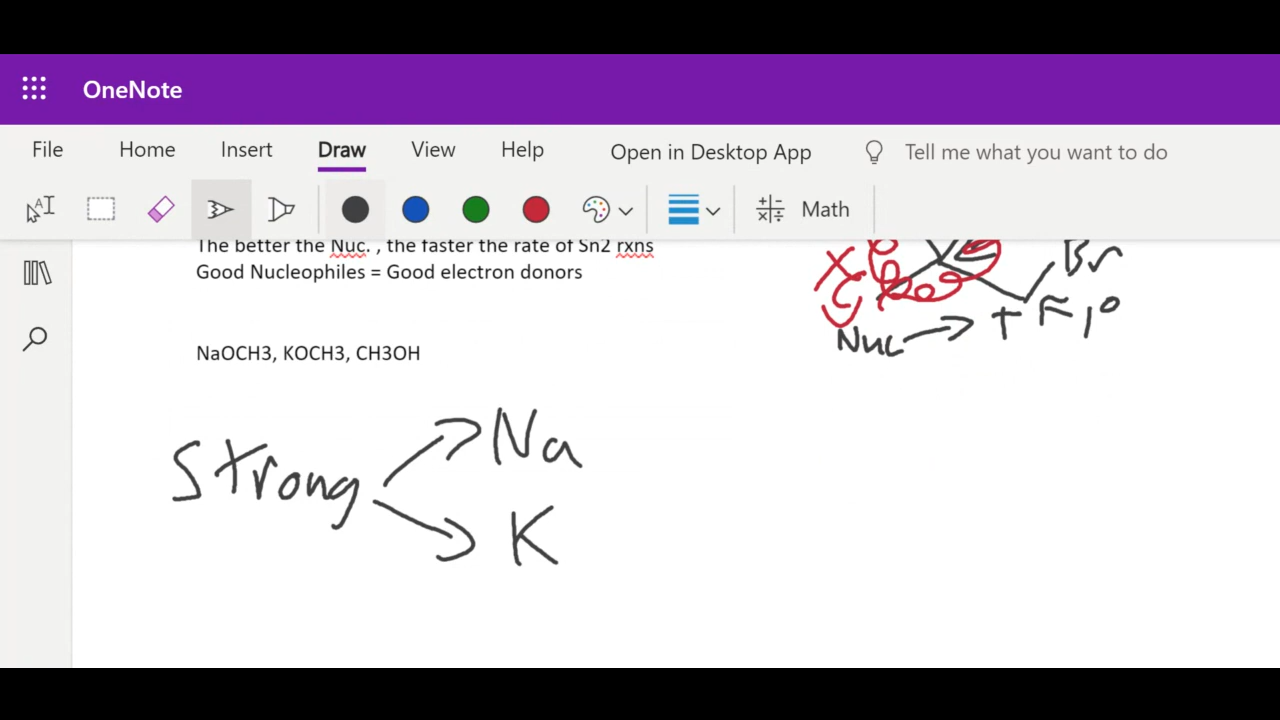 OneNote
File Home Insert Draw View Help Open in Desktop App Tell me what you want to do
Math
The better the Nuc. , the faster the rate of Sn2 rxns
Good Nucleophiles = Good electron donors
Br
Nuc
NaOCH3, KOCH3, CH3OH
Strong
Na
K